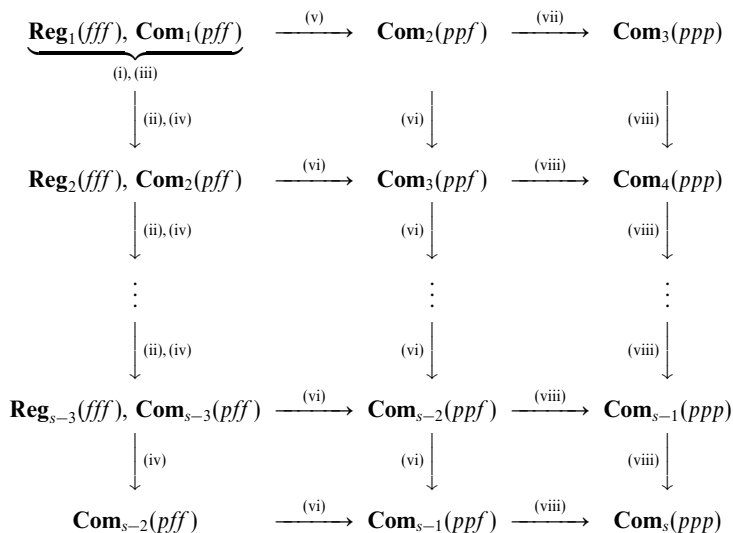 Reg₁(fff), Com₁(pff) (v) Com₂(ppf) (vii) Com₃(ppp)
(i), (iii)
(ii), (iv) (vi) (viii)
Reg₂(fff), Com₂(pff) (vi) Com₃(ppf) (viii) Com₄(ppp)
(ii), (iv) (vi) (viii)
⋮ ⋮ ⋮
(ii), (iv) (vi) (viii)
Regₛ₋₃(fff), Comₛ₋₃(pff) (vi) Comₛ₋₂(ppf) (viii) Comₛ₋₁(ppp)
(iv) (vi) (viii)
Comₛ₋₂(pff) (vi) Comₛ₋₁(ppf) (viii) Comₛ(ppp)